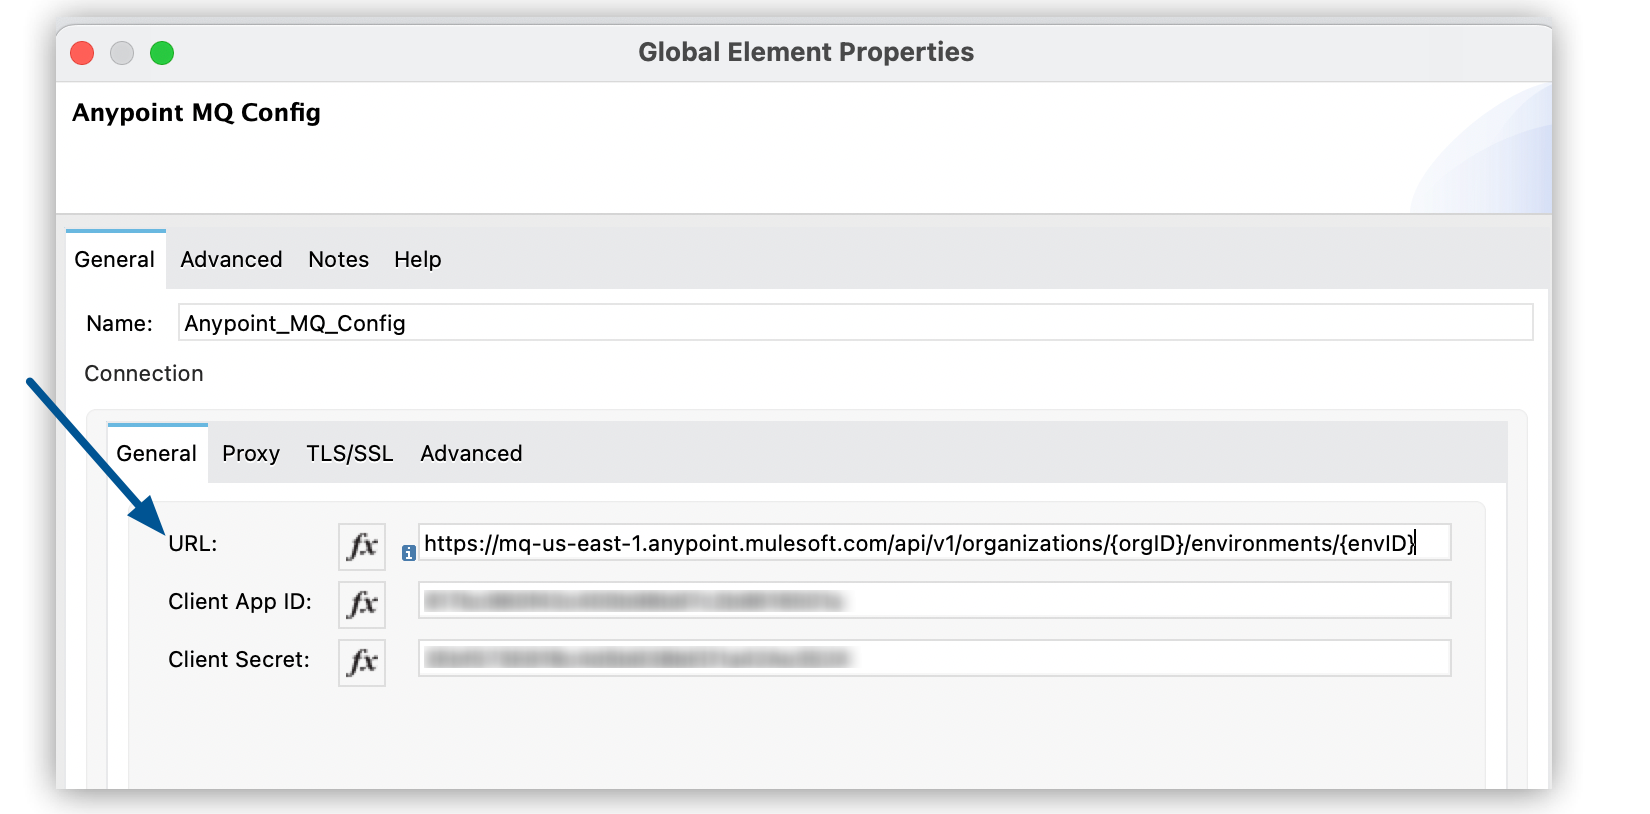 Global Element Properties
Anypoint MQ Config
General Advanced Notes Help
Name: Anypoint_MQ_Config
Connection
General Proxy TLS/SSL Advanced
URL: fx i https://mq-us-east-1.anypoint.mulesoft.com/api/v1/organizations/{orgID}/environments/{envID}
Client App ID: fx
Client Secret: fx